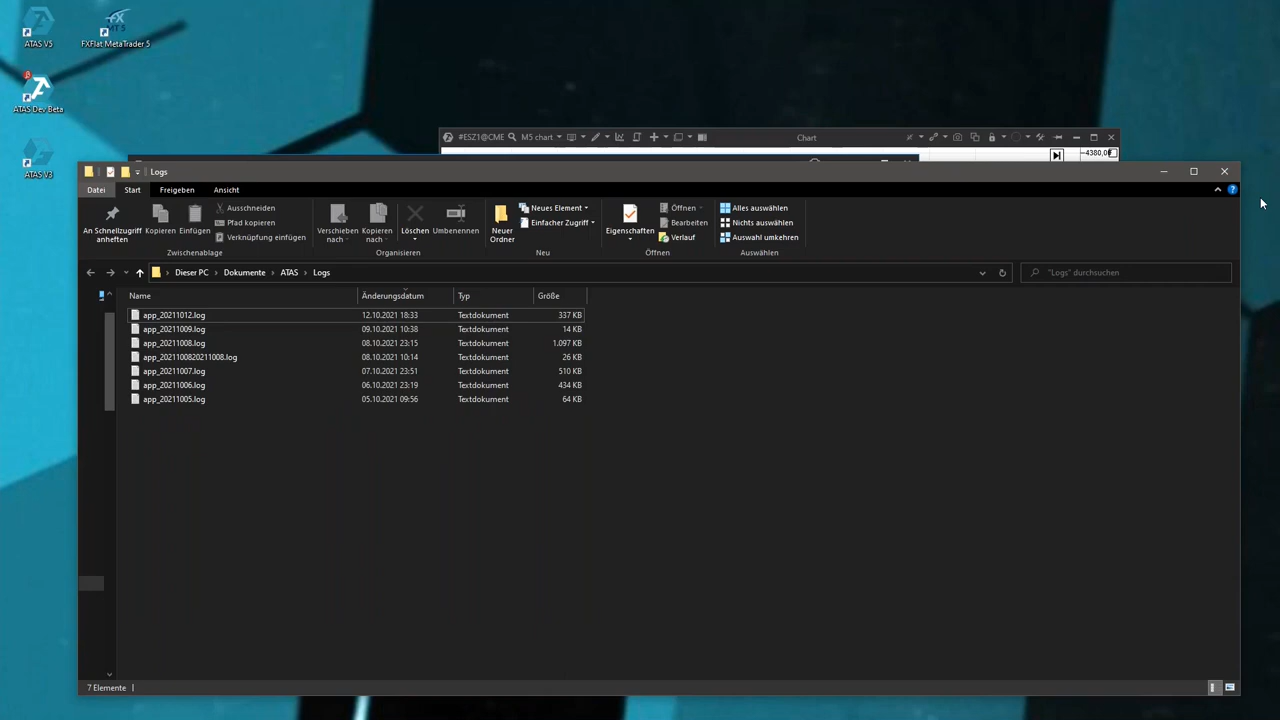 FX
MT 5
ATAS V5
FXFlat MetaTrader 5
ATAS Dev Beta
ATAS V3
#ESZ1@CME
M5 chart
Chart
Logs
Datei
Start
Freigeben
Ansicht
An Schnellzugriff
anheften
Kopieren
Einfügen
Ausschneiden
Pfad kopieren
Verknüpfung einfügen
Zwischenablage
Verschieben
nach
Kopieren
nach
Löschen
Umbenennen
Organisieren
Neuer
Ordner
Neues Element
Einfacher Zugriff
Neu
Eigenschaften
Öffnen
Bearbeiten
Verlauf
Öffnen
Alles auswählen
Nichts auswählen
Auswahl umkehren
Auswählen
Dieser PC › Dokumente › ATAS › Logs
"Logs" durchsuchen
Name Änderungsdatum Typ Größe
app_20211012.log 12.10.2021 18:33 Textdokument 337 KB
app_20211009.log 09.10.2021 10:38 Textdokument 14 KB
app_20211008.log 08.10.2021 23:15 Textdokument 1.097 KB
app_2021100820211008.log 08.10.2021 10:14 Textdokument 26 KB
app_20211007.log 07.10.2021 23:51 Textdokument 510 KB
app_20211006.log 06.10.2021 23:19 Textdokument 434 KB
app_20211005.log 05.10.2021 09:56 Textdokument 64 KB
7 Elemente